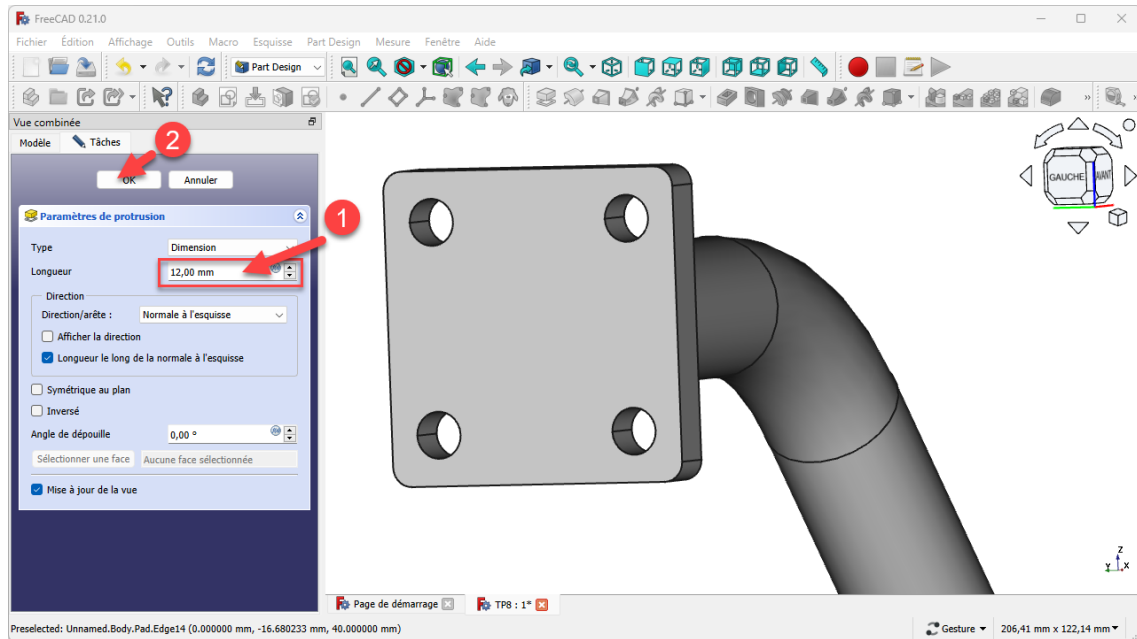 FreeCAD 0.21.0
Fichier Édition Affichage Outils Macro Esquisse Part Design Mesure Fenêtre Aide
Part Design
Vue combinée
Modèle Tâches
2
OK Annuler
Paramètres de protrusion
1
Type Dimension
Longueur 12,00 mm
Direction
Direction/arête : Normale à l'esquisse
Afficher la direction
Longueur le long de la normale à l'esquisse
Symétrique au plan
Inversé
Angle de dépouille 0,00 °
Sélectionner une face Aucune face sélectionnée
Mise à jour de la vue
GAUCHE AVANT
Z
Y X
Page de démarrage TP8 : 1*
Preselected: Unnamed.Body.Pad.Edge14 (0.000000 mm, -16.680233 mm, 40.000000 mm) Gesture 206,41 mm x 122,14 mm